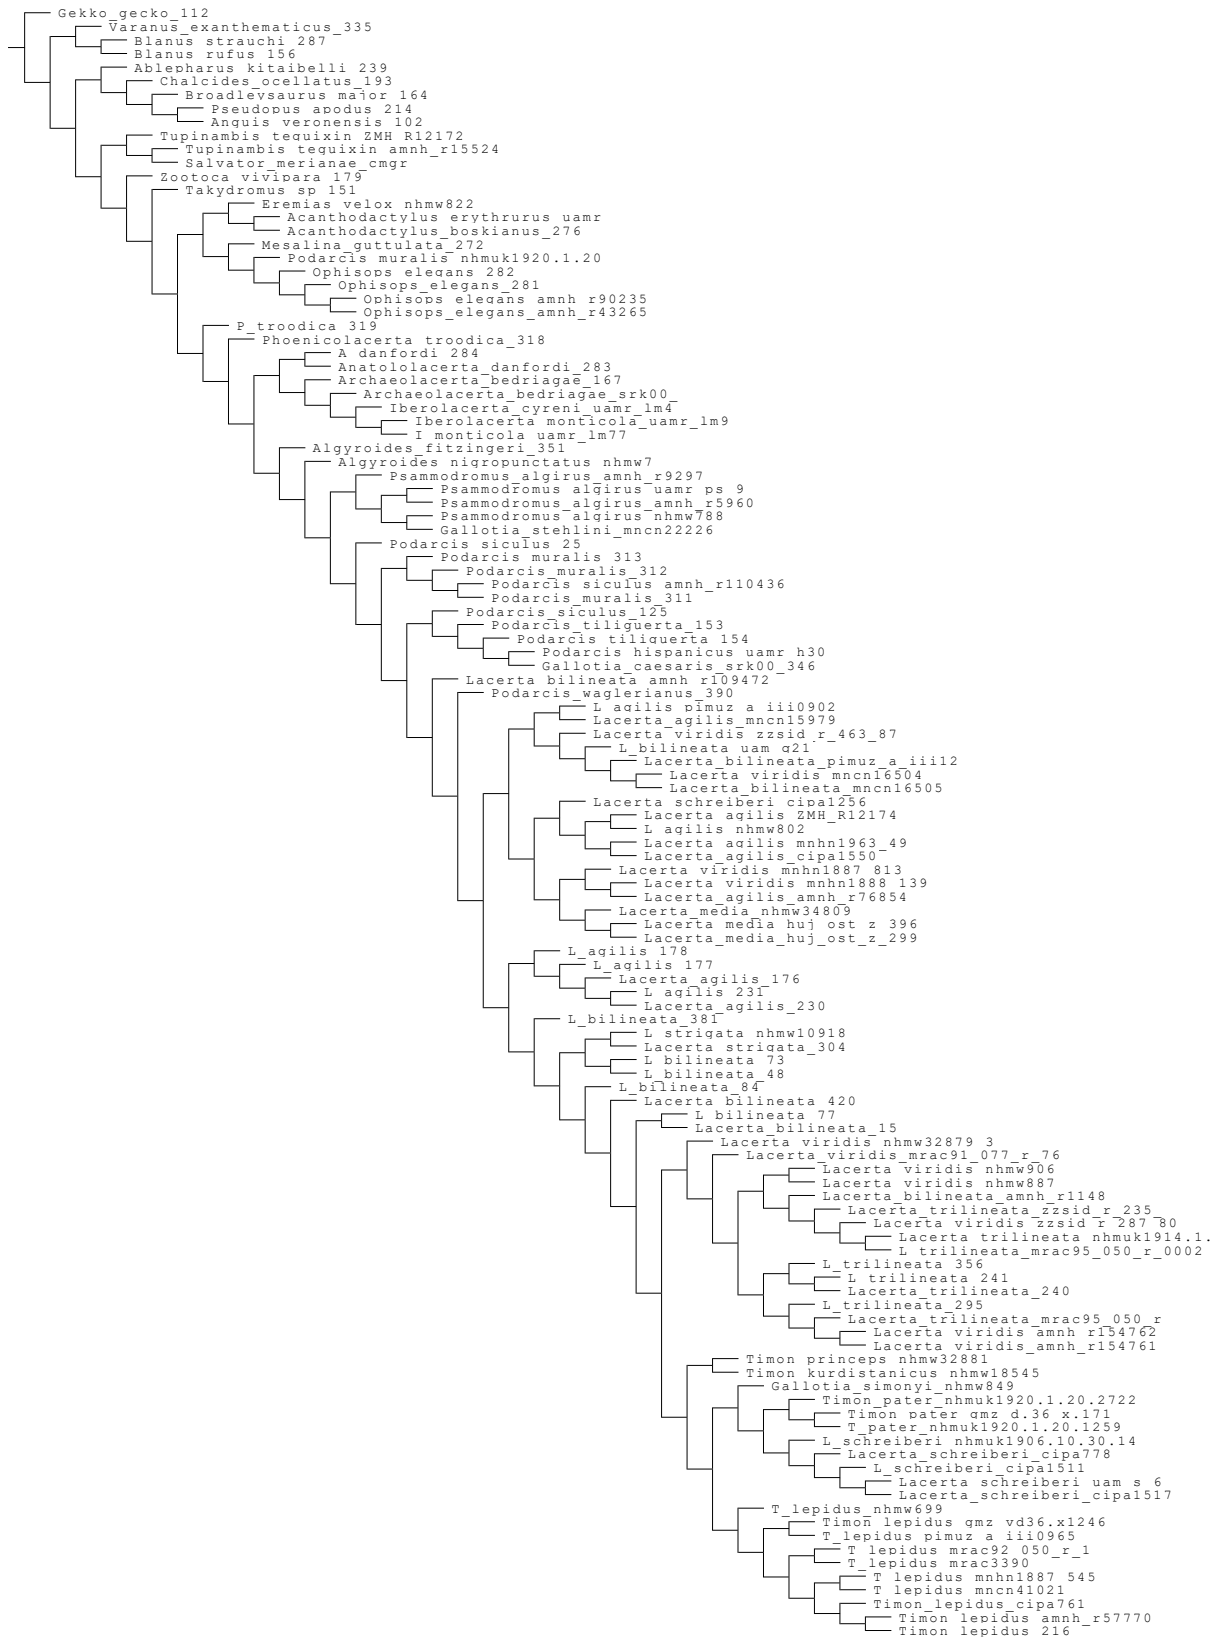 Gekko_gecko_112
Varanus_exanthematicus_335
Blanus_strauchi_287
Blanus_rufus_156
Ablepharus_kitaibelli_239
Chalcides_ocellatus_193
Broadleysaurus_major_164
Pseudopus_apodus_214
Anguis_veronensis_102
Tupinambis_teguixin_ZMH_R12172
Tupinambis_teguixin_amnh_r15524
Salvator_merianae_cmgr
Zootoca_vivipara_179
Takydromus_sp_151
Eremias_velox_nhmw822
Acanthodactylus_erythrurus_uamr
Acanthodactylus_boskianus_276
Mesalina_guttulata_272
Podarcis_muralis_nhmuk1920.1.20
Ophisops_elegans_282
Ophisops_elegans_281
Ophisops_elegans_amnh_r90235
Ophisops_elegans_amnh_r43265
P_troodica_319
Phoenicolacerta_troodica_318
A_danfordi_284
Anatololacerta_danfordi_283
Archaeolacerta_bedriagae_167
Archaeolacerta_bedriagae_srk00_
Iberolacerta_cyreni_uamr_lm4
Iberolacerta_monticola_uamr_lm9
I_monticola_uamr_lm77
Algyroides_fitzingeri_351
Algyroides_nigropunctatus_nhmw7
Psammodromus_algirus_amnh_r9297
Psammodromus_algirus_uamr_ps_9
Psammodromus_algirus_amnh_r5960
Psammodromus_algirus_nhmw788
Gallotia_stehlini_mncn22226
Podarcis_siculus_25
Podarcis_muralis_313
Podarcis_muralis_312
Podarcis_siculus_amnh_r110436
Podarcis_muralis_311
Podarcis_siculus_125
Podarcis_tiliguerta_153
Podarcis_tiliguerta_154
Podarcis_hispanicus_uamr_h30
Gallotia_caesaris_srk00_346
Lacerta_bilineata_amnh_r109472
Podarcis_waglerianus_390
L_agilis_pimuz_a_iii0902
Lacerta_agilis_mncn15979
Lacerta_viridis_zzsid_r_463_87
L_bilineata_uam_g21
Lacerta_bilineata_pimuz_a_iii12
Lacerta_viridis_mncn16504
Lacerta_bilineata_mncn16505
Lacerta_schreiberi_cipa1256
Lacerta_agilis_ZMH_R12174
L_agilis_nhmw802
Lacerta_agilis_mnhn1963_49
Lacerta_agilis_cipa1550
Lacerta_viridis_mnhn1887_813
Lacerta_viridis_mnhn1888_139
Lacerta_agilis_amnh_r76854
Lacerta_media_nhmw34809
Lacerta_media_huj_ost_z_396
Lacerta_media_huj_ost_z_299
L_agilis_178
L_agilis_177
Lacerta_agilis_176
L_agilis_231
Lacerta_agilis_230
L_bilineata_381
L_strigata_nhmw10918
Lacerta_strigata_304
L_bilineata_73
L_bilineata_48
L_bilineata_84
Lacerta_bilineata_420
L_bilineata_77
Lacerta_bilineata_15
Lacerta_viridis_nhmw32879_3
Lacerta_viridis_mrac91_077_r_76
Lacerta_viridis_nhmw906
Lacerta_viridis_nhmw887
Lacerta_bilineata_amnh_r1148
Lacerta_trilineata_zzsid_r_235_
Lacerta_viridis_zzsid_r_287_80
Lacerta_trilineata_nhmuk1914.1.
L_trilineata_mrac95_050_r_0002
L_trilineata_356
L_trilineata_241
Lacerta_trilineata_240
L_trilineata_295
Lacerta_trilineata_mrac95_050_r
Lacerta_viridis_amnh_r154762
Lacerta_viridis_amnh_r154761
Timon_princeps_nhmw32881
Timon_kurdistanicus_nhmw18545
Gallotia_simonyi_nhmw849
Timon_pater_nhmuk1920.1.20.2722
Timon_pater_gmz_d.36_x.171
T_pater_nhmuk1920.1.20.1259
L_schreiberi_nhmuk1906.10.30.14
Lacerta_schreiberi_cipa778
L_schreiberi_cipa1511
Lacerta_schreiberi_uam_s_6
Lacerta_schreiberi_cipa1517
T_lepidus_nhmw699
Timon_lepidus_gmz_vd36.x1246
T_lepidus_pimuz_a_iii0965
T_lepidus_mrac92_050_r_1
T_lepidus_mrac3390
T_lepidus_mnhn1887_545
T_lepidus_mncn41021
Timon_lepidus_cipa761
Timon_lepidus_amnh_r57770
Timon_lepidus_216